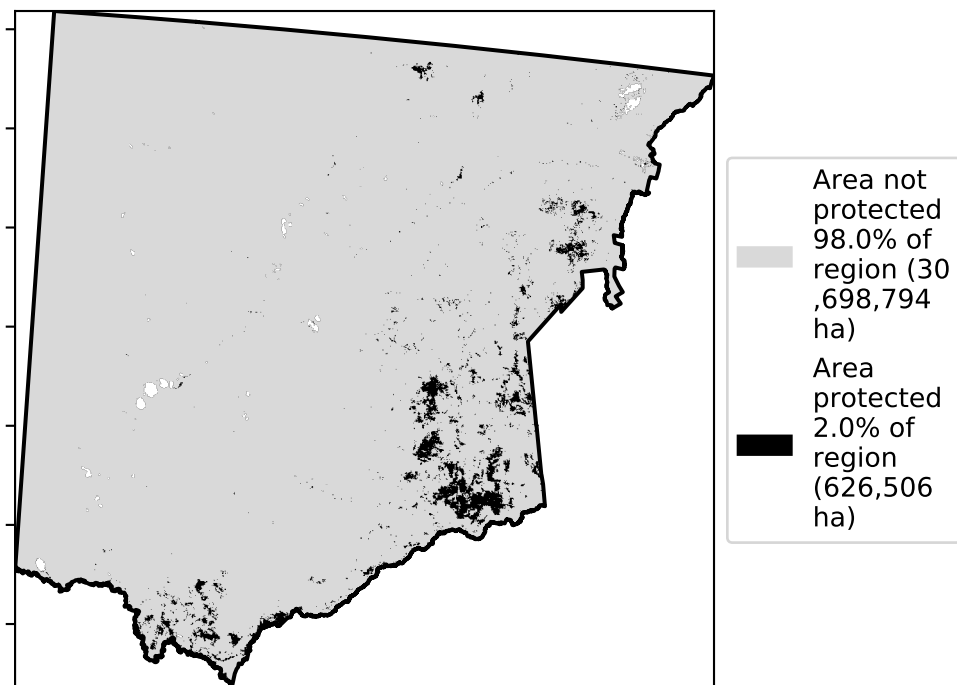 Area not
protected
98.0% of
region (30
,698,794
ha)
Area
protected
2.0% of
region
(626,506
ha)